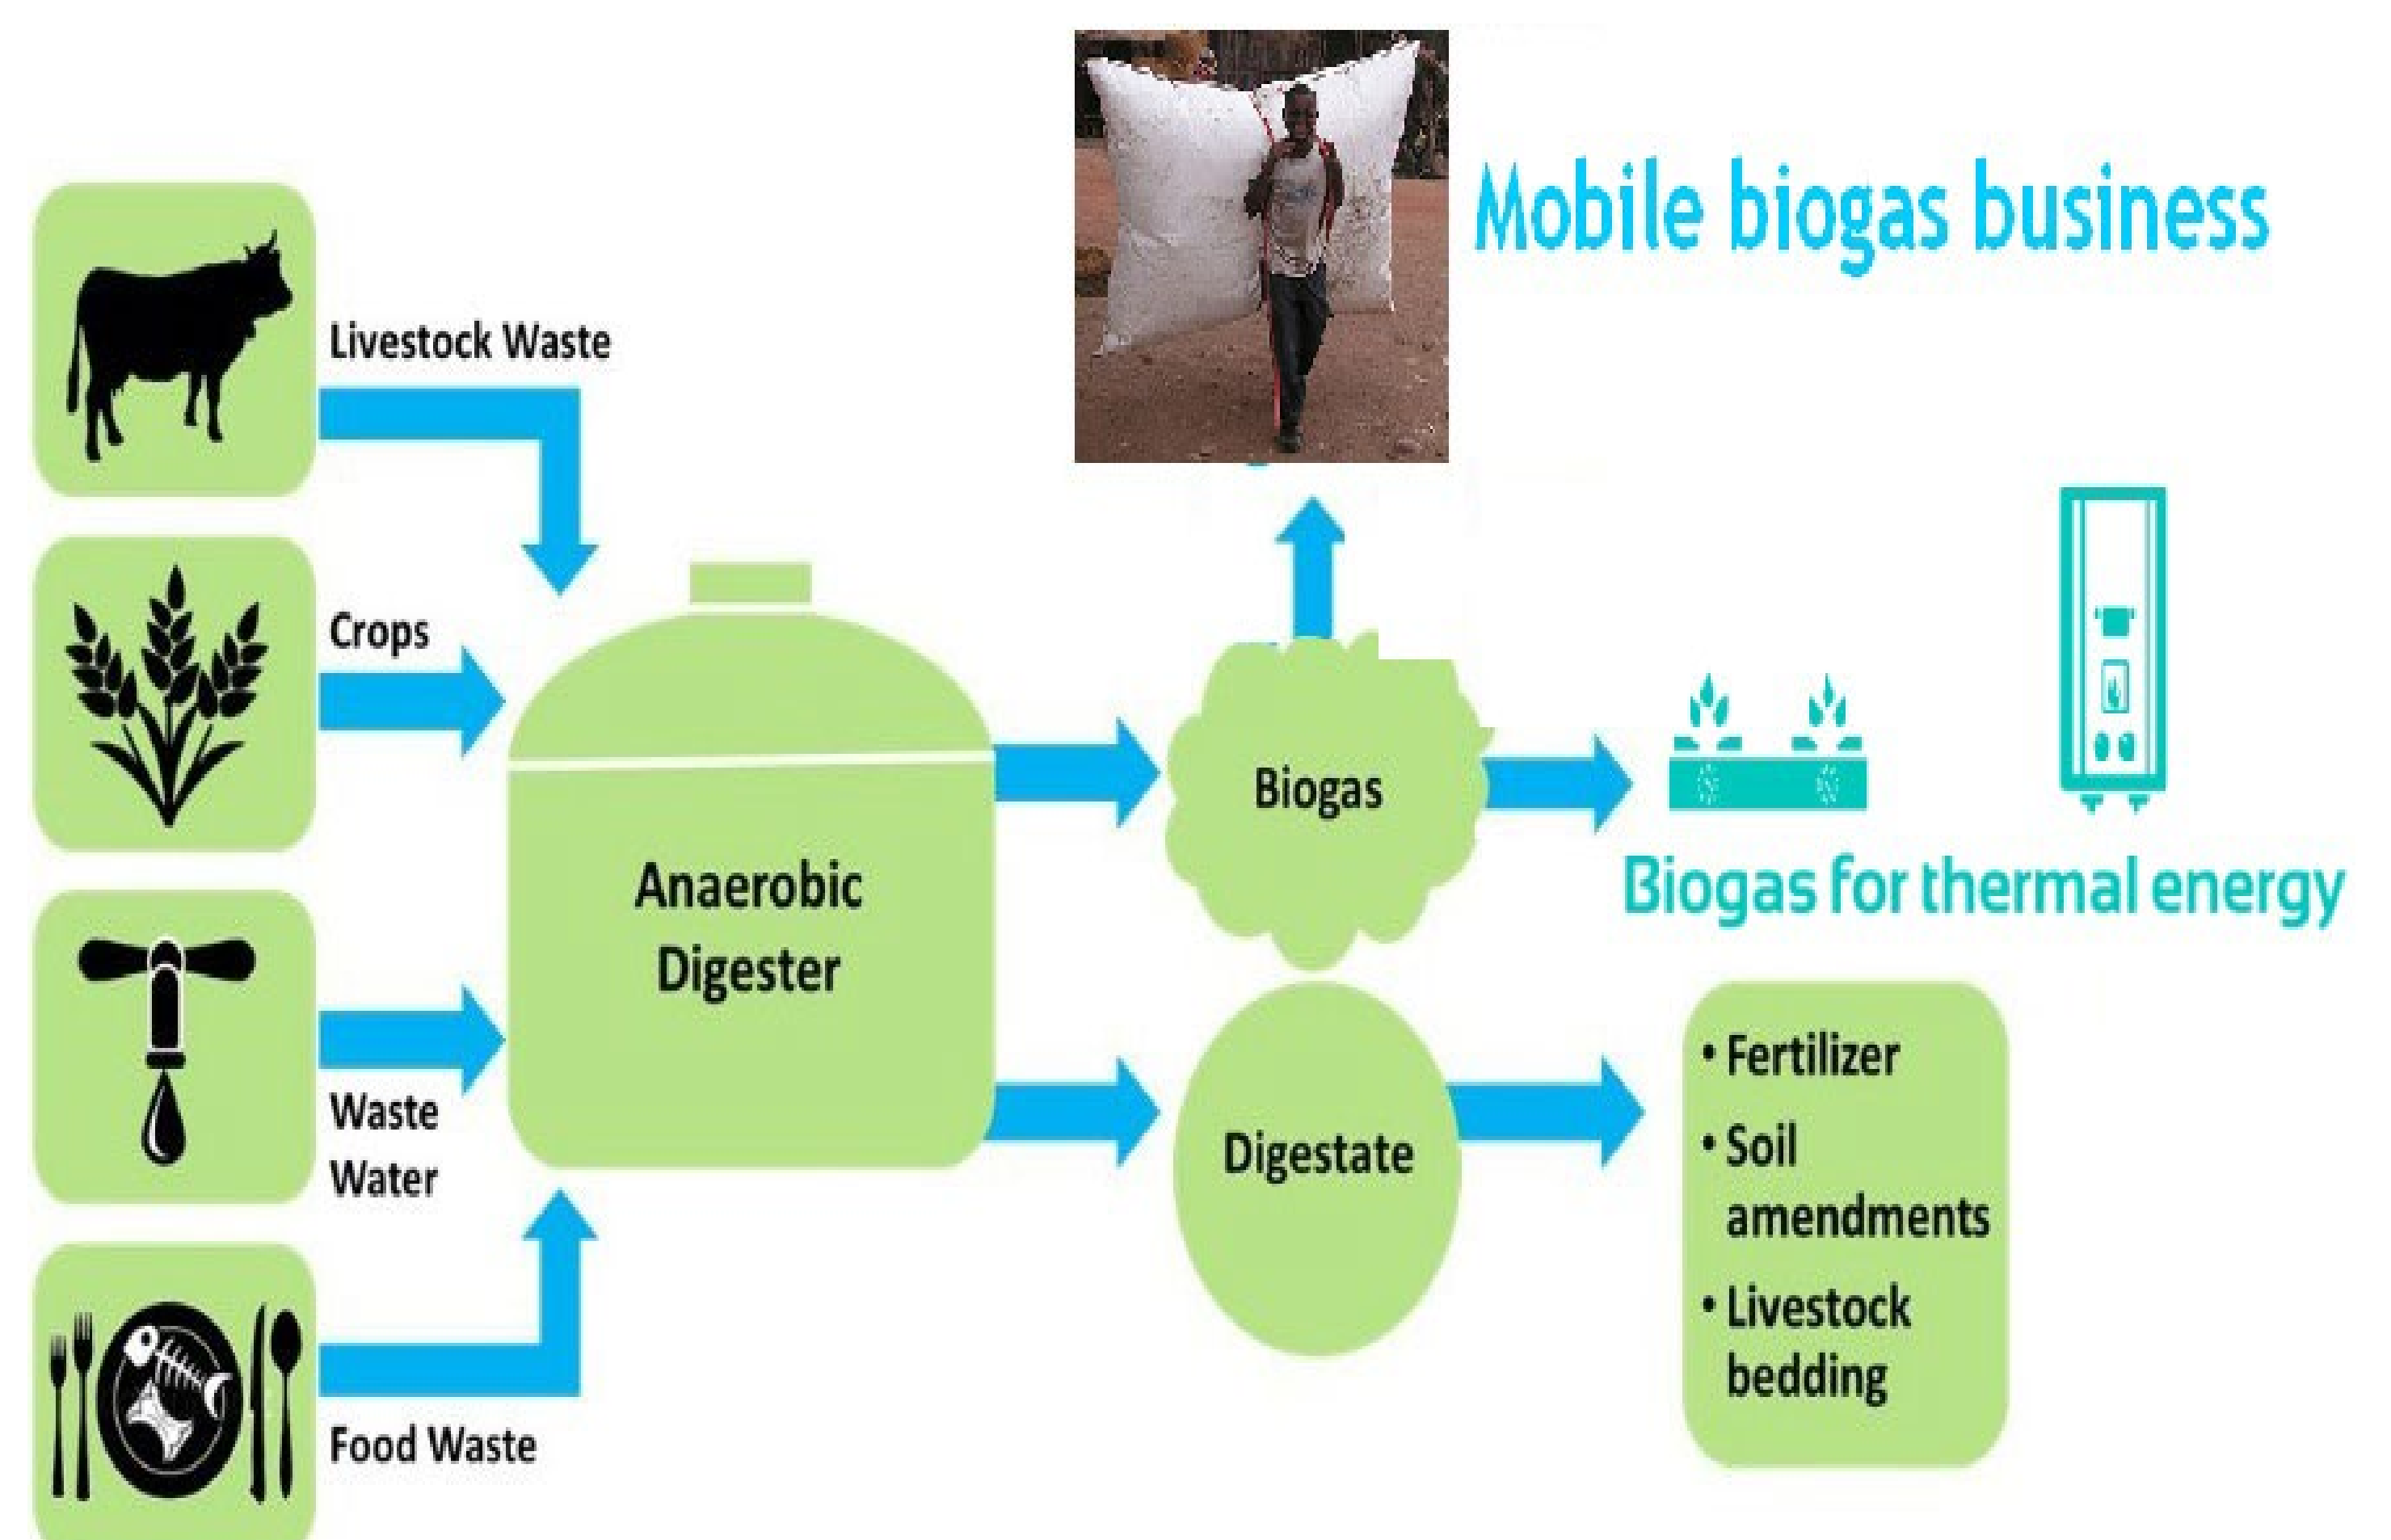 Mobile biogas business
Livestock Waste
Crops
Anaerobic
Digester
Biogas
Biogas for thermal energy
Waste
Water
Digestate
• Fertilizer
• Soil
amendments
• Livestock
bedding
Food Waste